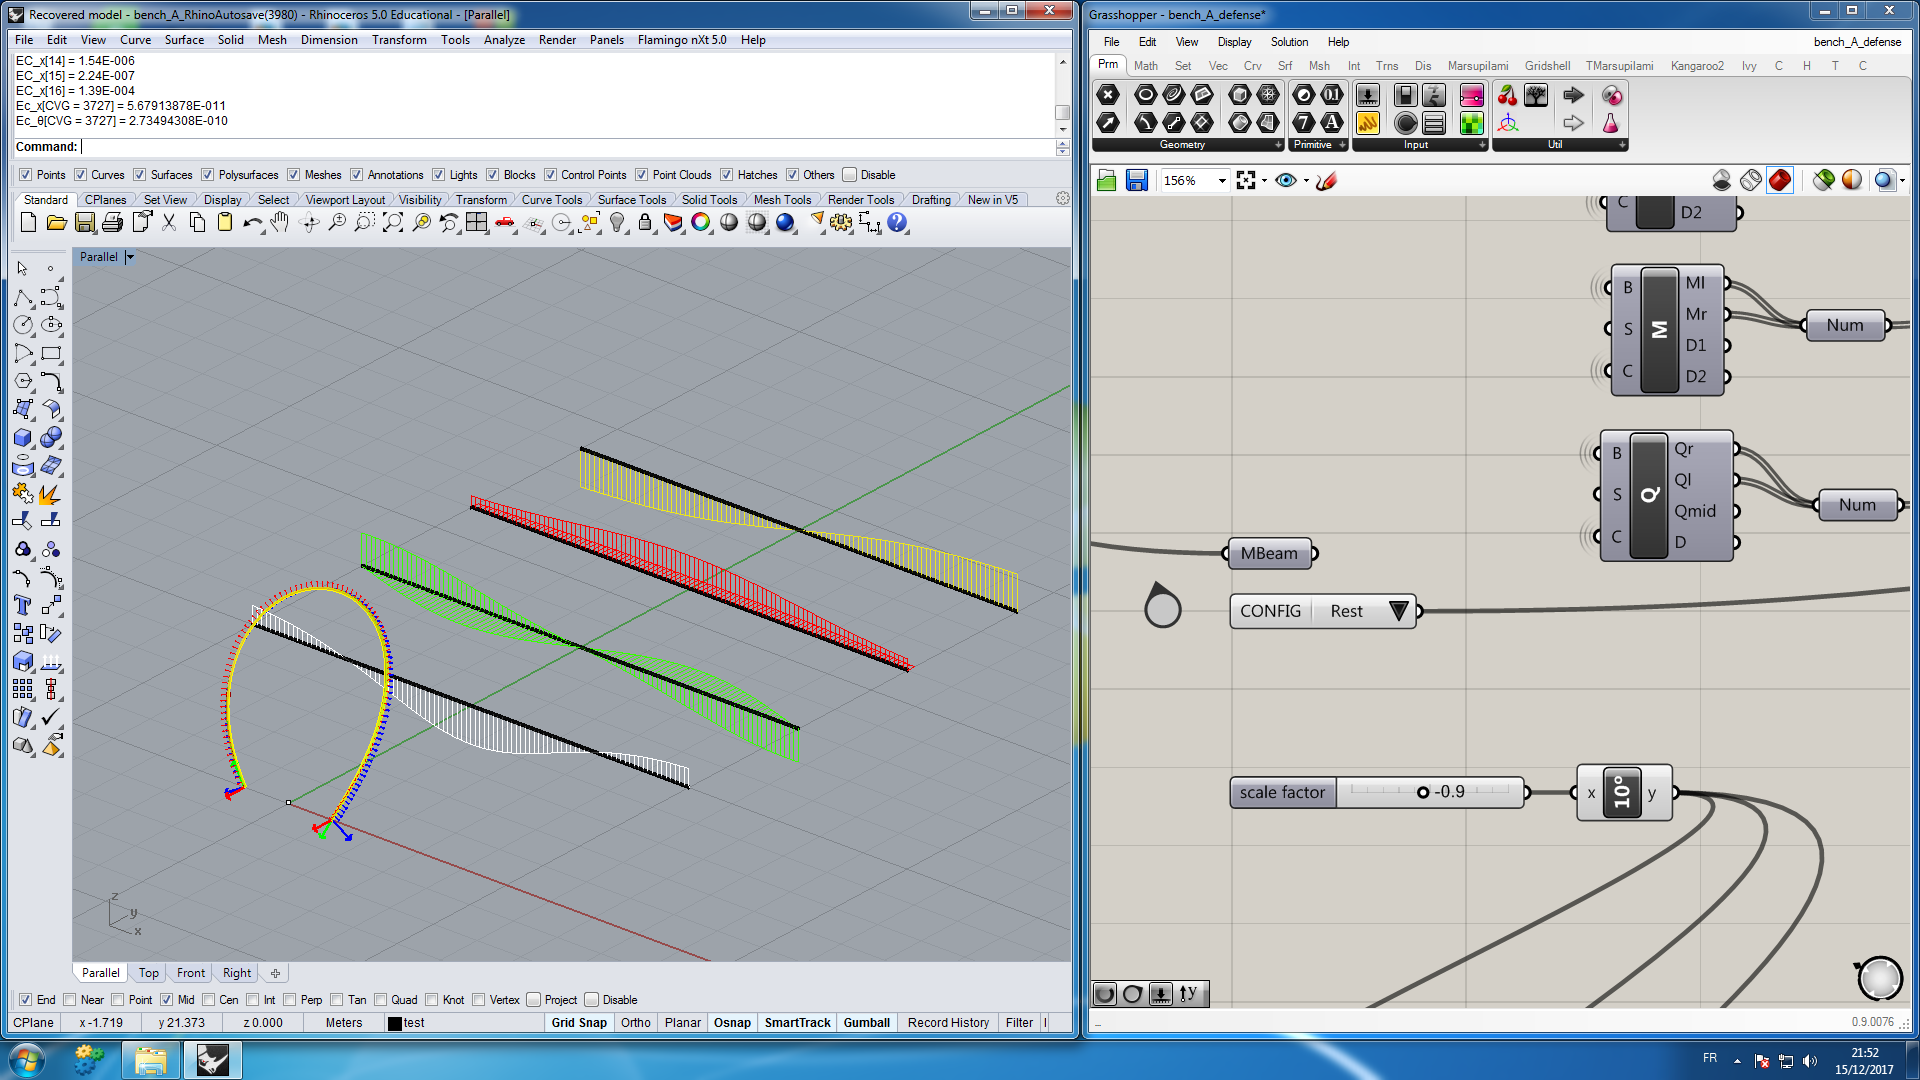 Recovered model - bench_A_RhinoAutosave(3980) - Rhinoceros 5.0 Educational - [Parallel]
File Edit View Curve Surface Solid Mesh Dimension Transform Tools Analyze Render Panels Flamingo nXt 5.0 Help
EC_x[14] = 1.54E-006
EC_x[15] = 2.24E-007
EC_x[16] = 1.39E-004
Ec_x[CVG = 3727] = 5.67913878E-011
Ec_θ[CVG = 3727] = 2.73494308E-010
Command:
Points Curves Surfaces Polysurfaces Meshes Annotations Lights Blocks Control Points Point Clouds Hatches Others Disable
Standard CPlanes Set View Display Select Viewport Layout Visibility Transform Curve Tools Surface Tools Solid Tools Mesh Tools Render Tools Drafting New in V5
Parallel
z
y
x
Parallel Top Front Right
End Near Point Mid Cen Int Perp Tan Quad Knot Vertex Project Disable
CPlane x -1.719 y 21.373 z 0.000 Meters test Grid Snap Ortho Planar Osnap SmartTrack Gumball Record History Filter
Grasshopper - bench_A_defense*
File Edit View Display Solution Help bench_A_defense
Prm Math Set Vec Crv Srf Msh Int Trns Dis Marsupilami Gridshell TMarsupilami Kangaroo2 Ivy C H T C
Geometry Primitive Input Util
156%
C D2
B S C M Ml Mr D1 D2
Num
B S C Q Qr Ql Qmid D
Num
MBeam
CONFIG Rest
scale factor -0.9
x 10° y
0.9.0076
FR
21:52
15/12/2017